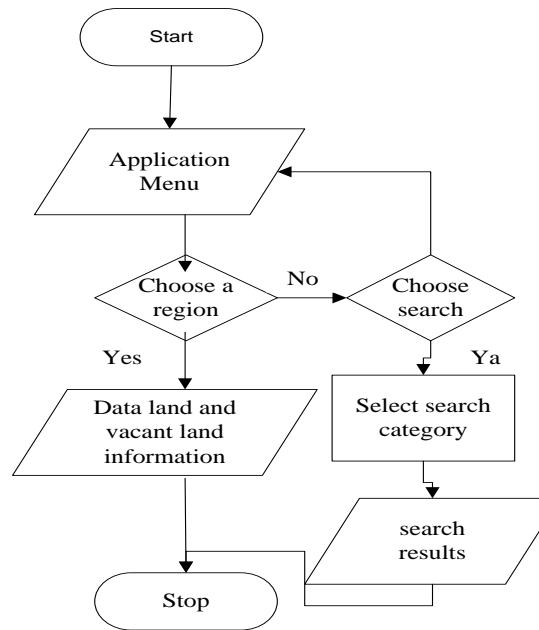 Start
Application
Menu
Choose a
region
No
Choose
search
Yes
Ya
Data land and
vacant land
information
Select search
category
search
results
Stop